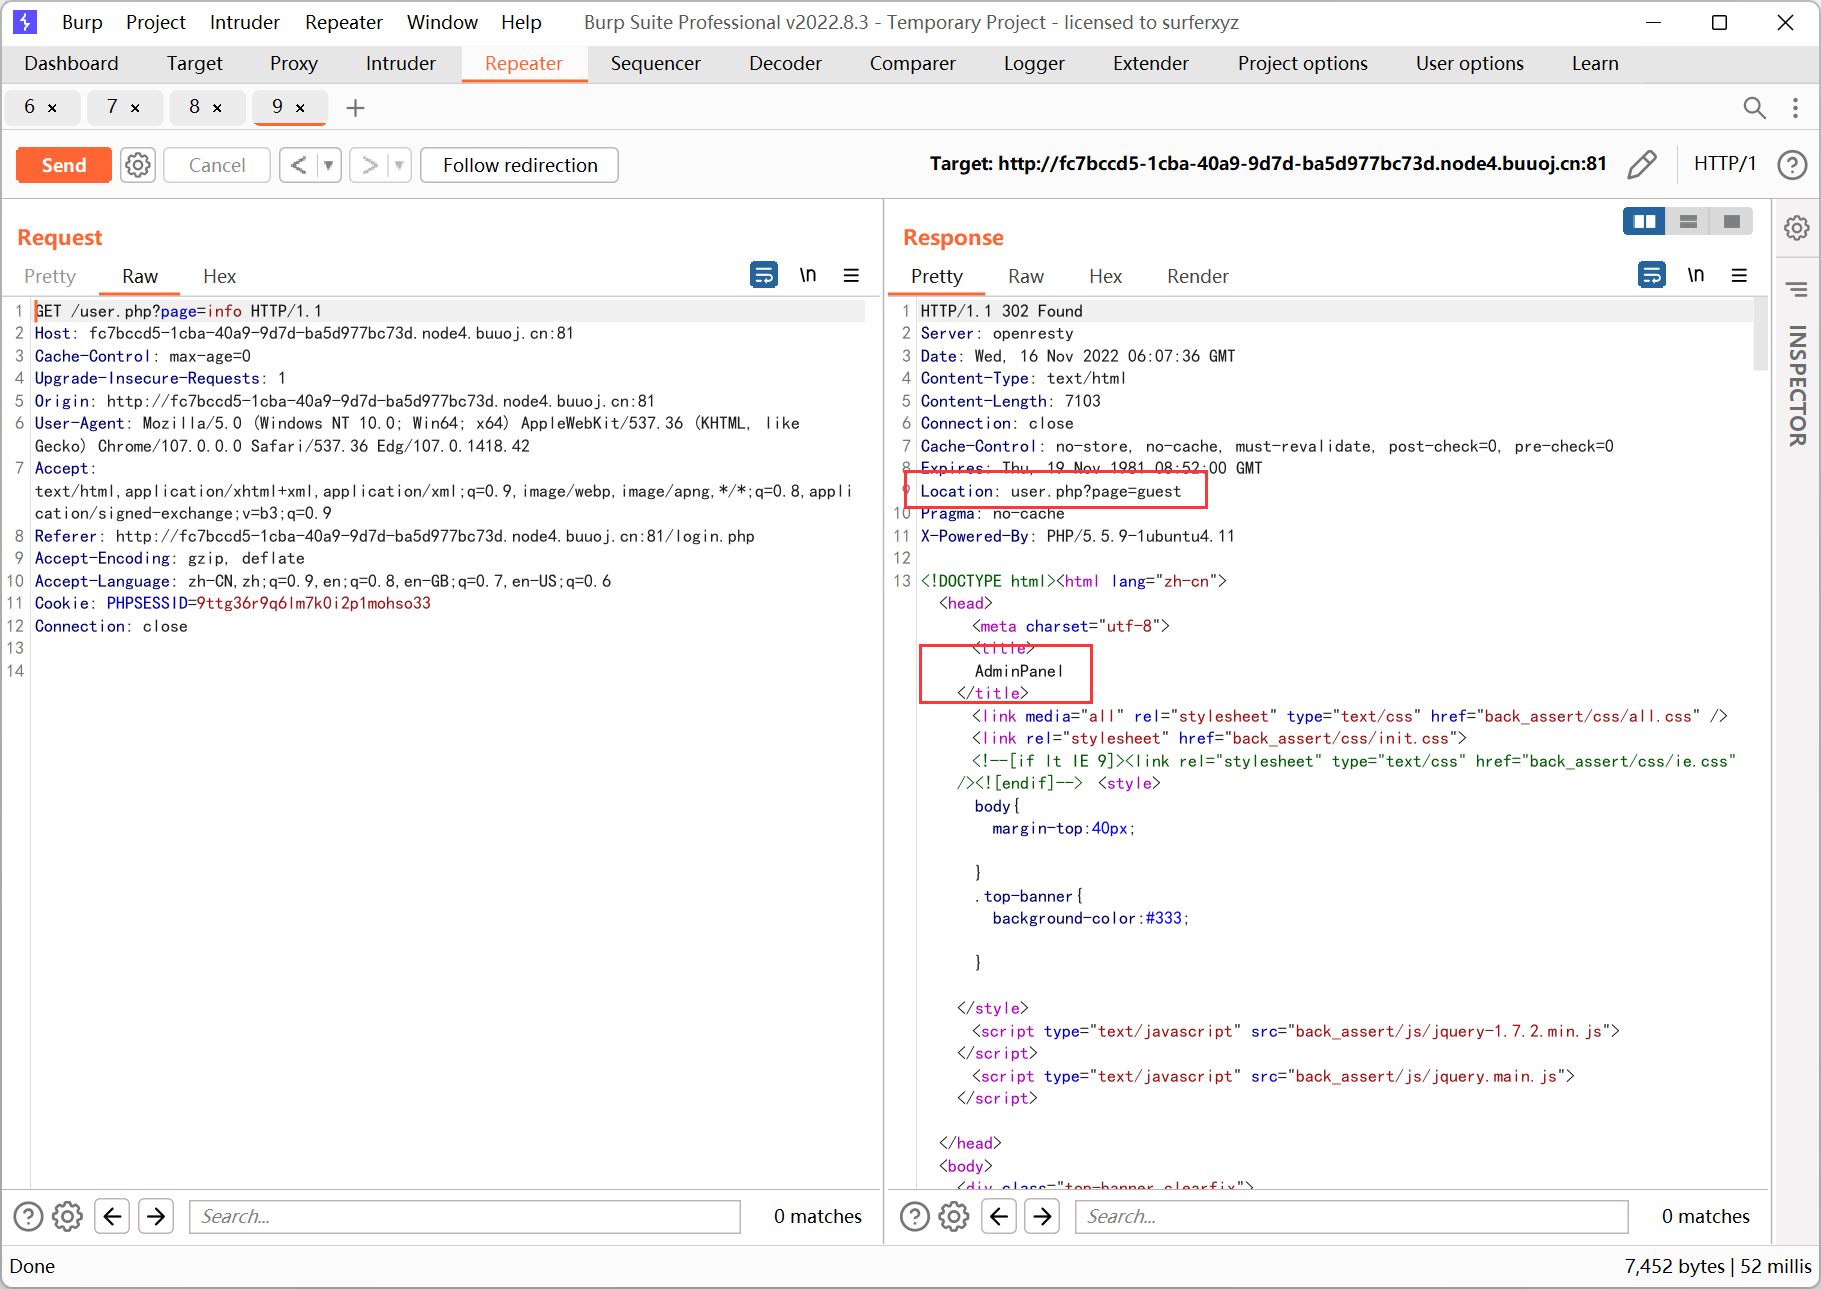 Burp Project Intruder Repeater Window Help Burp Suite Professional v2022.8.3 - Temporary Project - licensed to surferxyz
Dashboard Target Proxy Intruder Repeater Sequencer Decoder Comparer Logger Extender Project options User options Learn
6 × 7 × 8 × 9 × +
Send Cancel < > Follow redirection Target: http://fc7bccd5-1cba-40a9-9d7d-ba5d977bc73d.node4.buuoj.cn:81 HTTP/1 ?
Request
Pretty Raw Hex \n
1 GET /user.php?page=info HTTP/1.1
2 Host: fc7bccd5-1cba-40a9-9d7d-ba5d977bc73d.node4.buuoj.cn:81
3 Cache-Control: max-age=0
4 Upgrade-Insecure-Requests: 1
5 Origin: http://fc7bccd5-1cba-40a9-9d7d-ba5d977bc73d.node4.buuoj.cn:81
6 User-Agent: Mozilla/5.0 (Windows NT 10.0; Win64; x64) AppleWebKit/537.36 (KHTML, like
Gecko) Chrome/107.0.0.0 Safari/537.36 Edg/107.0.1418.42
7 Accept:
text/html,application/xhtml+xml,application/xml;q=0.9,image/webp,image/apng,*/*;q=0.8,appli
cation/signed-exchange;v=b3;q=0.9
8 Referer: http://fc7bccd5-1cba-40a9-9d7d-ba5d977bc73d.node4.buuoj.cn:81/login.php
9 Accept-Encoding: gzip, deflate
10 Accept-Language: zh-CN,zh;q=0.9,en;q=0.8,en-GB;q=0.7,en-US;q=0.6
11 Cookie: PHPSESSID=9ttg36r9q6lm7k0i2p1mohso33
12 Connection: close
13
14
? Search... 0 matches
Response
Pretty Raw Hex Render \n
1 HTTP/1.1 302 Found
2 Server: openresty
3 Date: Wed, 16 Nov 2022 06:07:36 GMT
4 Content-Type: text/html
5 Content-Length: 7103
6 Connection: close
7 Cache-Control: no-store, no-cache, must-revalidate, post-check=0, pre-check=0
8 Expires: Thu, 19 Nov 1981 08:52:00 GMT
9 Location: user.php?page=guest
10 Pragma: no-cache
11 X-Powered-By: PHP/5.5.9-1ubuntu4.11
12
13 <!DOCTYPE html><html lang="zh-cn">
<head>
<meta charset="utf-8">
<title>
AdminPanel
</title>
<link media="all" rel="stylesheet" type="text/css" href="back_assert/css/all.css" />
<link rel="stylesheet" href="back_assert/css/init.css">
<!--[if lt IE 9]><link rel="stylesheet" type="text/css" href="back_assert/css/ie.css"
/><![endif]--> <style>
body{
margin-top:40px;
}
.top-banner{
background-color:#333;
}
</style>
<script type="text/javascript" src="back_assert/js/jquery-1.7.2.min.js">
</script>
<script type="text/javascript" src="back_assert/js/jquery.main.js">
</script>
</head>
<body>
<div class="top-banner clearfix">
? Search... 0 matches
INSPECTOR
Done 7,452 bytes | 52 millis